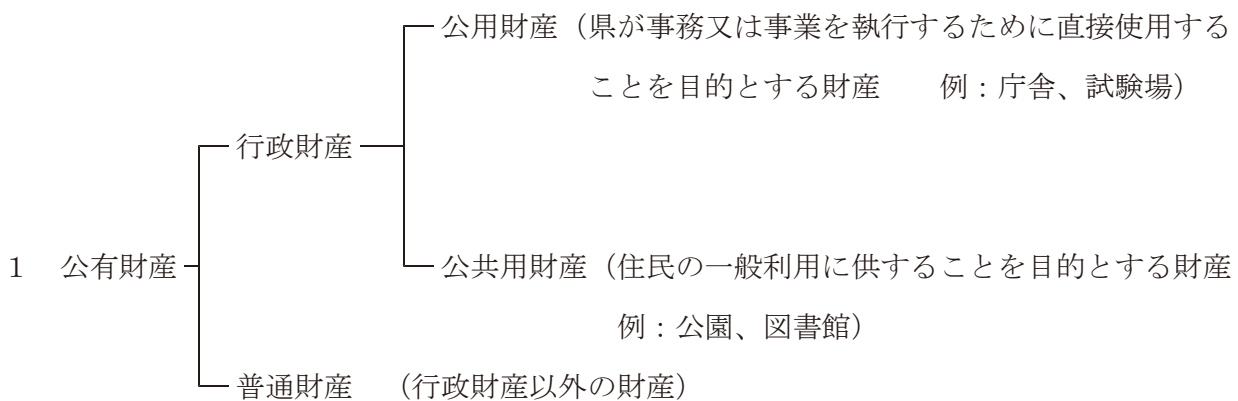 公用財産（県が事務又は事業を執行するために直接使用する
ことを目的とする財産　　例：庁舎、試験場）
行政財産
1　公有財産
公共用財産（住民の一般利用に供することを目的とする財産
例：公園、図書館）
普通財産　（行政財産以外の財産）